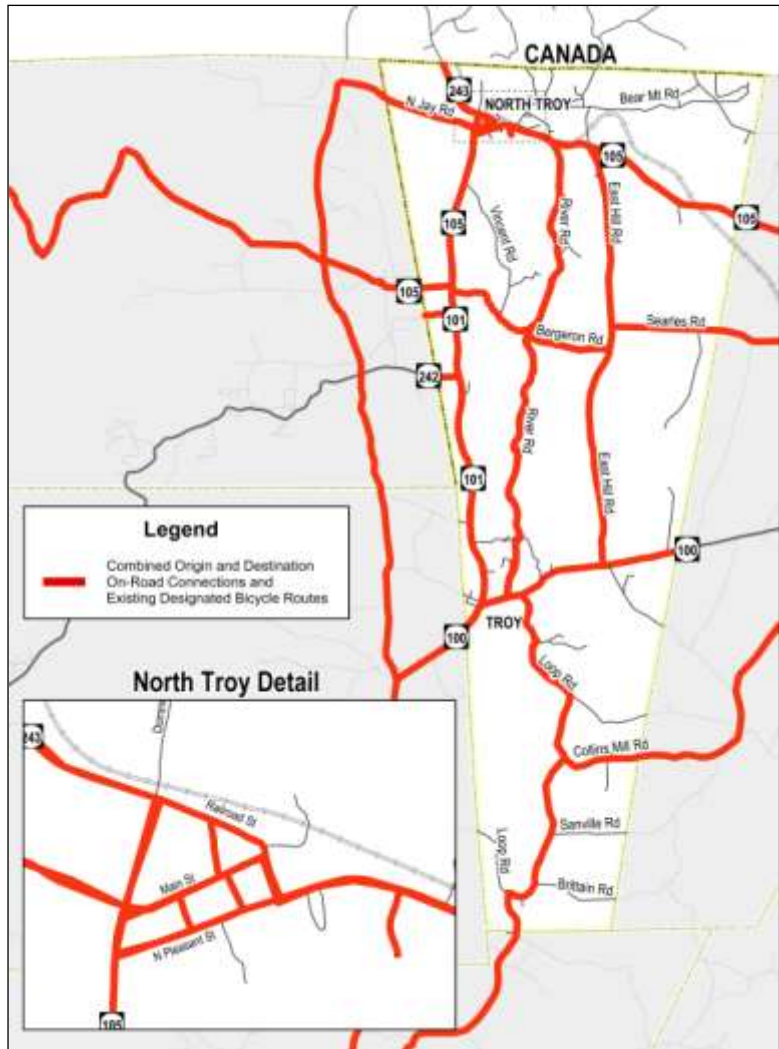 CANADA
243
NORTH TROY
Bear Mt Rd
N Jay Rd
105
105
105
River Rd
East Hill Rd
Vincent Rd
105
101
Bergeron Rd
Searles Rd
242
River Rd
101
East Hill Rd
100
TROY
100
Loop Rd
Collins Mill Rd
Sanville Rd
Loop Rd
Brittain Rd
Legend
Combined Origin and Destination
On-Road Connections and
Existing Designated Bicycle Routes
North Troy Detail
243
Railroad St
Main St
N Pleasant St
105